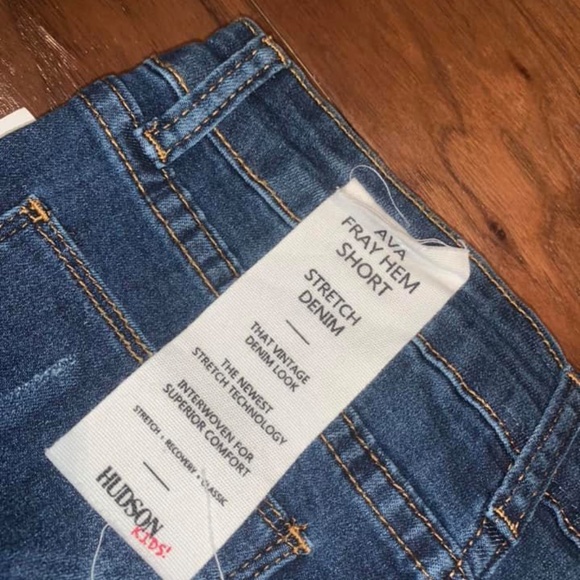 AVA
FRAY HEM
SHORT
STRETCH
DENIM
THAT VINTAGE
DENIM LOOK
THE NEWEST
STRETCH TECHNOLOGY
INTERWOVEN FOR
SUPERIOR COMFORT
STRETCH • RECOVERY • CLASSIC
HUDSON
KIDS!